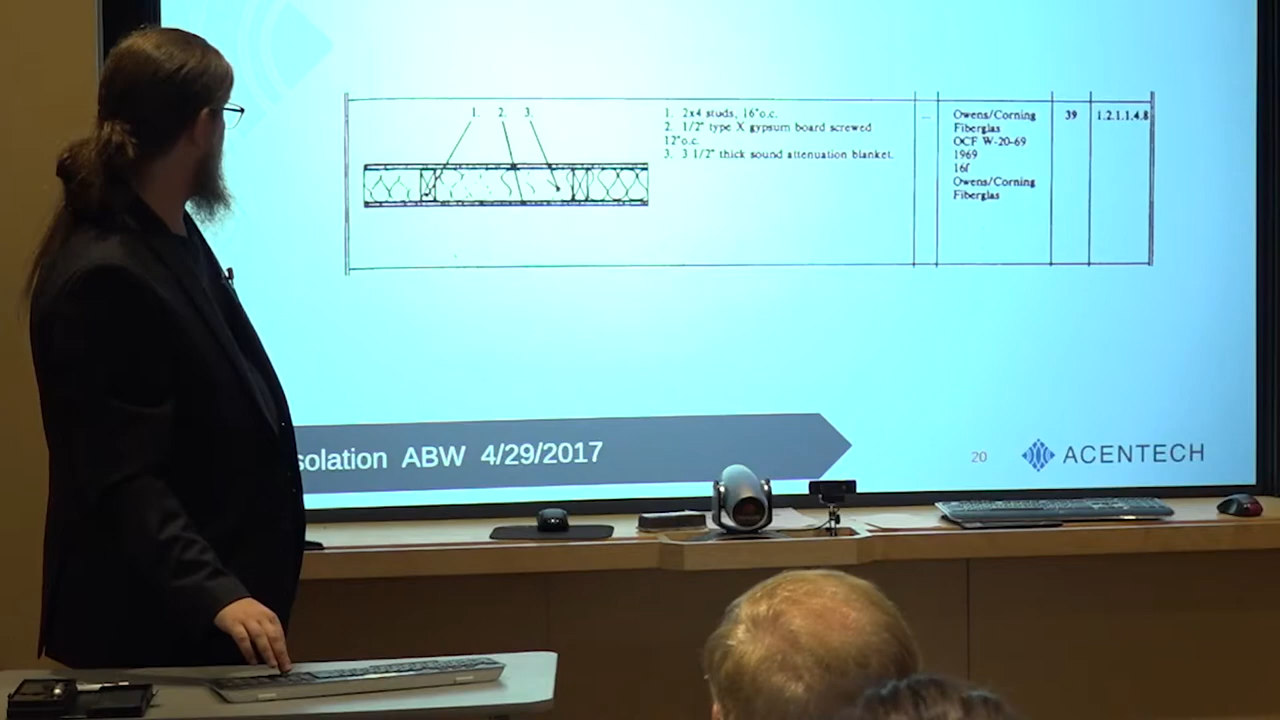 1. 2. 3.
1. 2x4 studs, 16"o.c.
2. 1/2" type X gypsum board screwed
12"o.c.
3. 3 1/2" thick sound attenuation blanket.
Owens/Corning
Fiberglas
OCF W-20-69
1969
16f
Owens/Corning
Fiberglas
39
1.2.1.1.4.8
solation ABW 4/29/2017
20
ACENTECH